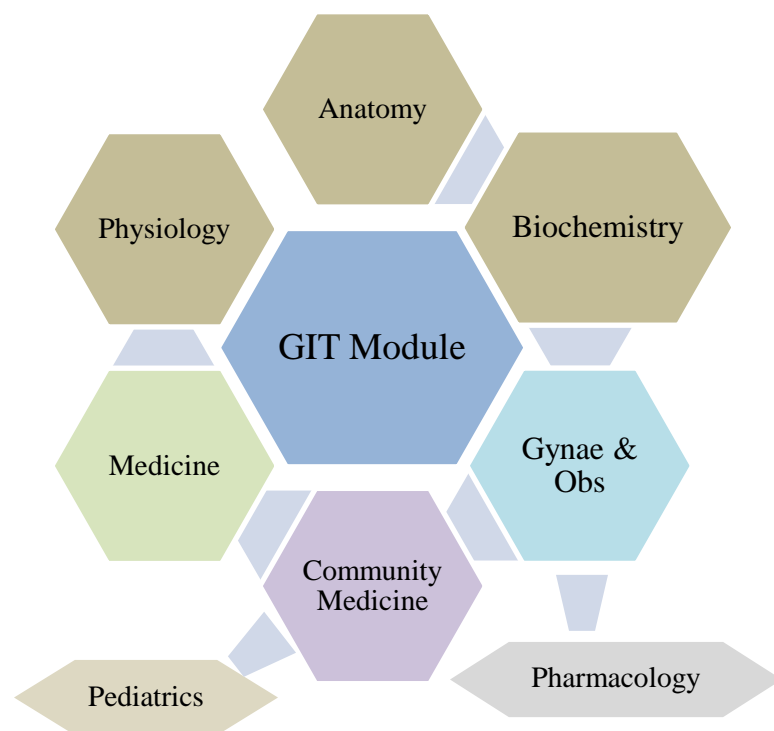 Anatomy
Physiology
Biochemistry
GIT Module
Medicine
Gynae &
Obs
Community
Medicine
Pediatrics
Pharmacology